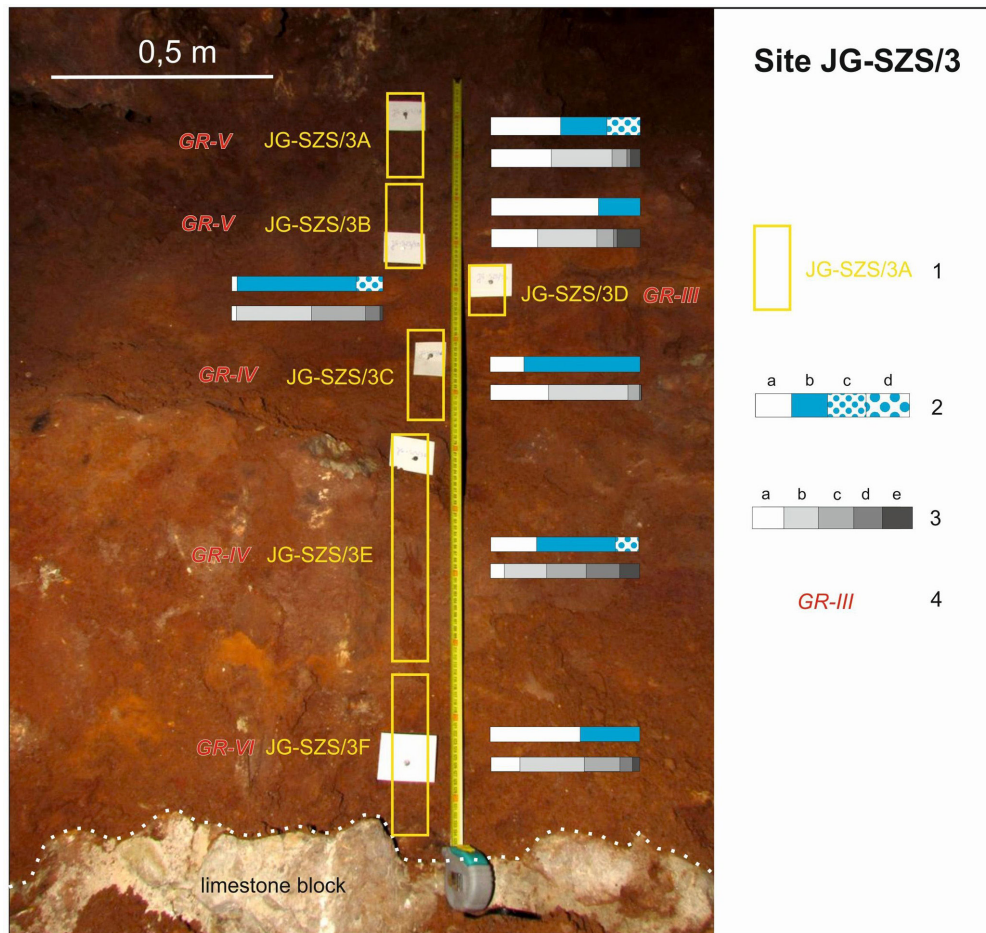 0,5 m
Site JG-SZS/3
GR-V JG-SZS/3A
GR-V JG-SZS/3B
JG-SZS/3A 1
JG-SZS/3D GR-III
GR-IV JG-SZS/3C
a b c d
2
a b c d e
3
GR-IV JG-SZS/3E
GR-III 4
GR-VI JG-SZS/3F
limestone block